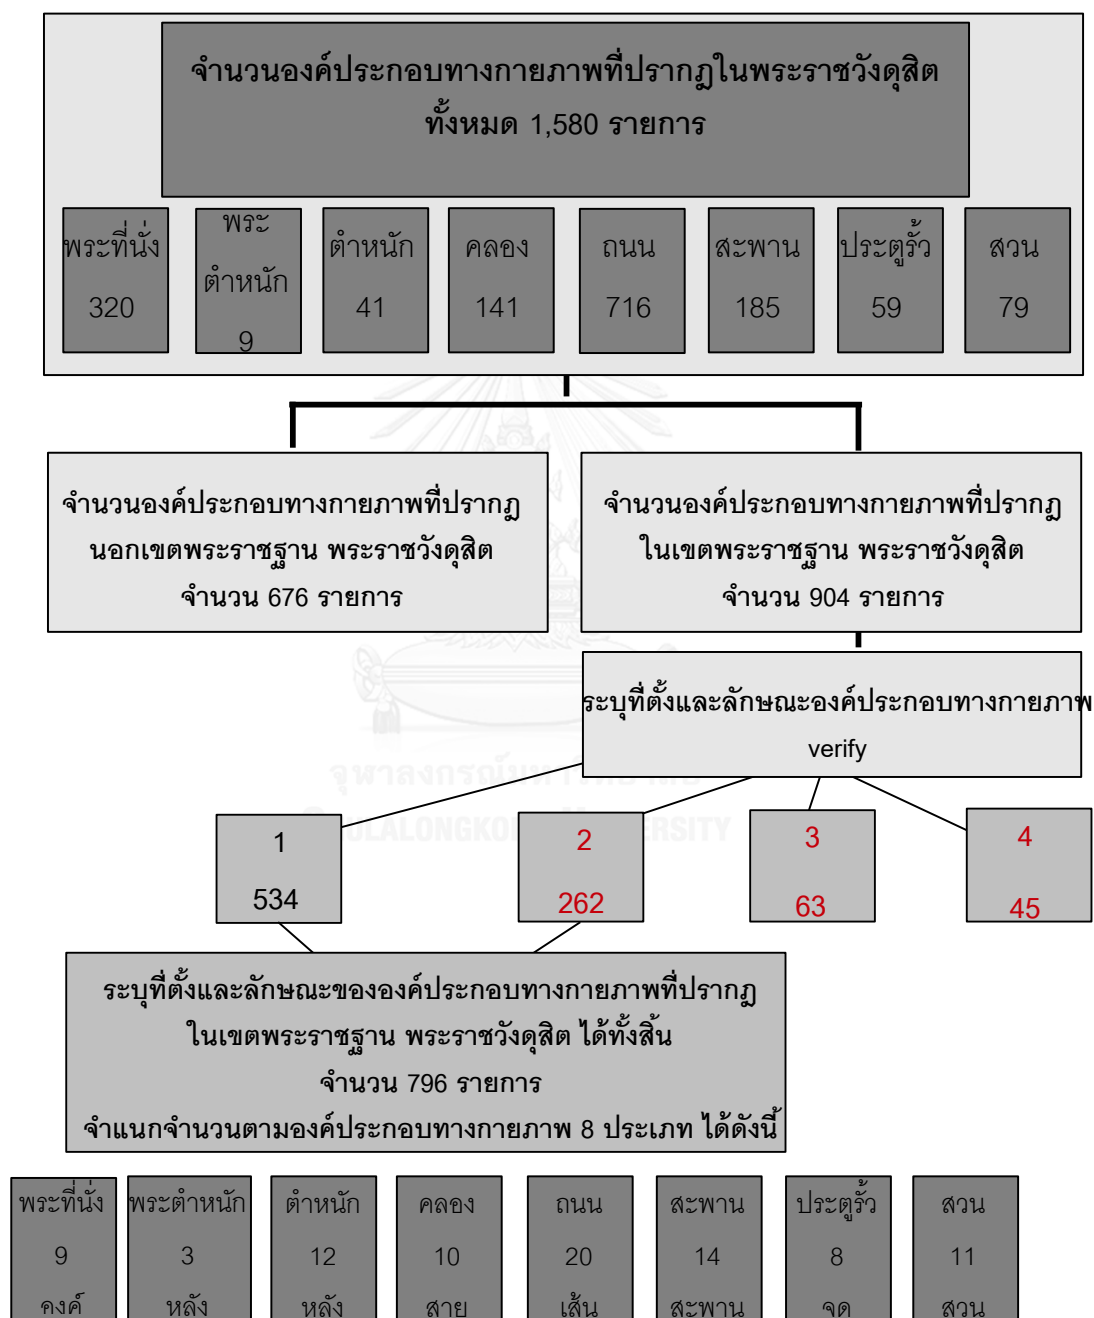 จำนวนองค์ประกอบทางกายภาพที่ปรากฏในพระราชวังดุสิต
ทั้งหมด 1,580 รายการ
พระที่นั่ง
320
พระ
ตำหนัก
9
ตำหนัก
41
คลอง
141
ถนน
716
สะพาน
185
ประตูรั้ว
59
สวน
79
จำนวนองค์ประกอบทางกายภาพที่ปรากฏ
นอกเขตพระราชฐาน พระราชวังดุสิต
จำนวน 676 รายการ
จำนวนองค์ประกอบทางกายภาพที่ปรากฏ
ในเขตพระราชฐาน พระราชวังดุสิต
จำนวน 904 รายการ
ระบุที่ตั้งและลักษณะองค์ประกอบทางกายภาพ
verify
1
534
2
262
3
63
4
45
ระบุที่ตั้งและลักษณะขององค์ประกอบทางกายภาพที่ปรากฏ
ในเขตพระราชฐาน พระราชวังดุสิต ได้ทั้งสิ้น
จำนวน 796 รายการ
จำแนกจำนวนตามองค์ประกอบทางกายภาพ 8 ประเภท ได้ดังนี้
พระที่นั่ง
9
องค์
พระตำหนัก
3
หลัง
ตำหนัก
12
หลัง
คลอง
10
สาย
ถนน
20
เส้น
สะพาน
14
สะพาน
ประตูรั้ว
8
จุด
สวน
11
สวน